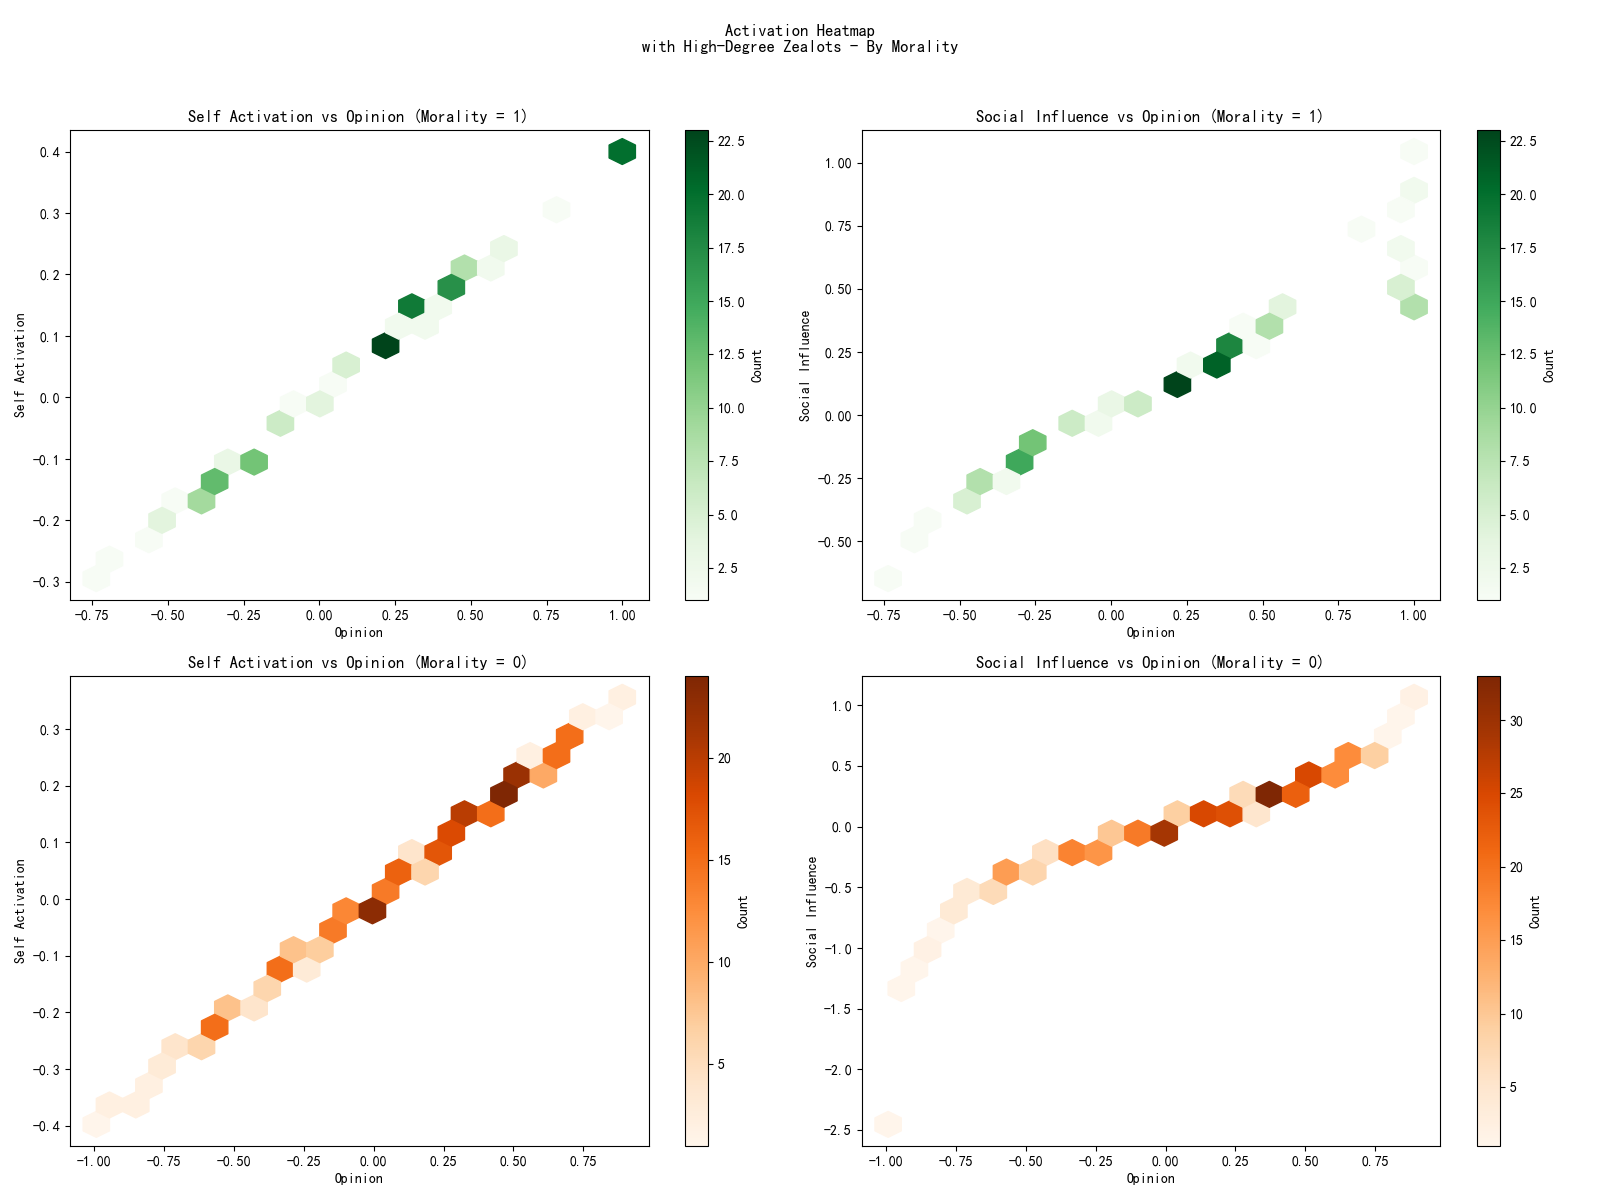 Activation Heatmap
with High-Degree Zealots - By Morality
Self Activation vs Opinion (Morality = 1)
0.4
0.3
0.2
0.1
0.0
-0.1
-0.2
-0.3
Self Activation
-0.75 -0.50 -0.25 0.00 0.25 0.50 0.75 1.00
Opinion
22.5
20.0
17.5
15.0
12.5
10.0
7.5
5.0
2.5
Count
Social Influence vs Opinion (Morality = 1)
1.00
0.75
0.50
0.25
0.00
-0.25
-0.50
Social Influence
-0.75 -0.50 -0.25 0.00 0.25 0.50 0.75 1.00
Opinion
22.5
20.0
17.5
15.0
12.5
10.0
7.5
5.0
2.5
Count
Self Activation vs Opinion (Morality = 0)
0.3
0.2
0.1
0.0
-0.1
-0.2
-0.3
-0.4
Self Activation
-1.00 -0.75 -0.50 -0.25 0.00 0.25 0.50 0.75
Opinion
20
15
10
5
Count
Social Influence vs Opinion (Morality = 0)
1.0
0.5
0.0
-0.5
-1.0
-1.5
-2.0
-2.5
Social Influence
-1.00 -0.75 -0.50 -0.25 0.00 0.25 0.50 0.75
Opinion
30
25
20
15
10
5
Count